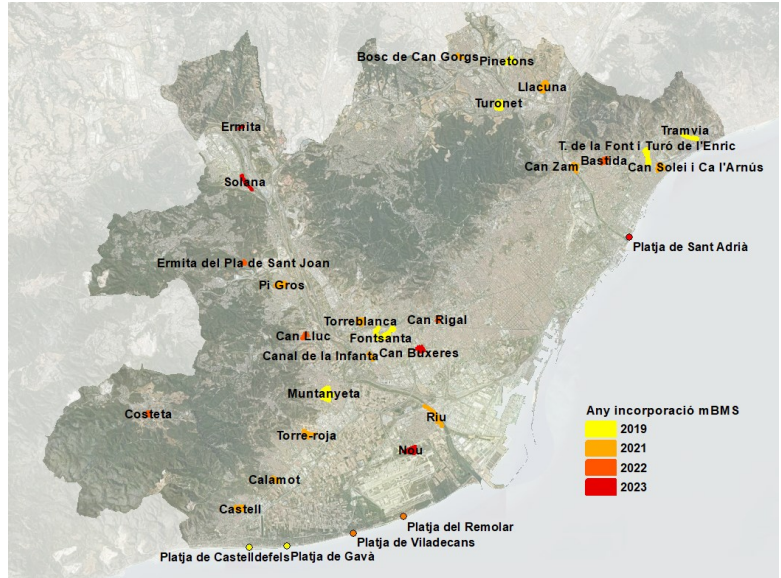 Bosc de Can Gorgs
Pinetons
Llacuna
Turonet
Ermita
Tramvia
T. de la Font i Turó de l'Enric
Bastida
Can Zam
Can Solei i Ca l'Arnús
Solana
Platja de Sant Adrià
Ermita del Pla de Sant Joan
Pi Gros
Torreblanca
Can Rigal
Can Lluc
Fontsanta
Canal de la Infanta
Can Buxeres
Muntanyeta
Costeta
Riu
Torre-roja
Nou
Calamot
Castell
Platja del Remolar
Platja de Viladecans
Platja de Castelldefels
Platja de Gavà
Any incorporació mBMS
2019
2021
2022
2023